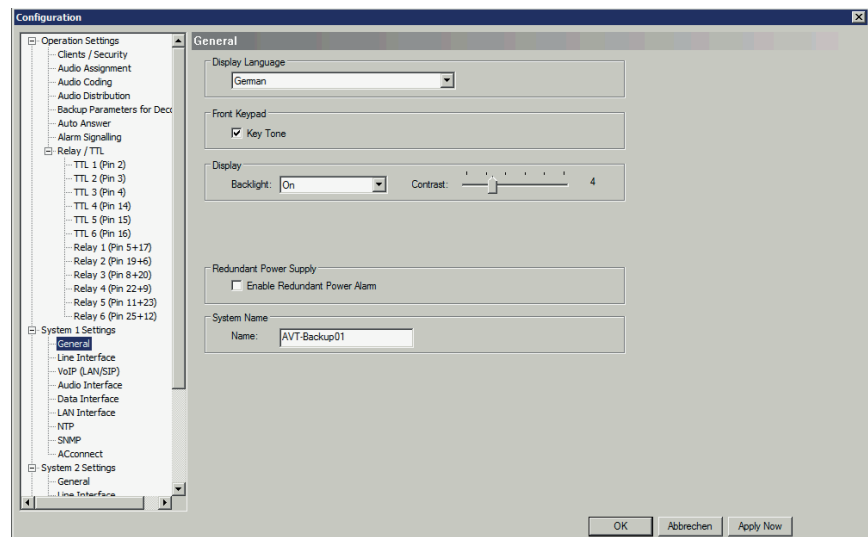 Configuration
Operation Settings
Clients / Security
Audio Assignment
Audio Coding
Audio Distribution
Backup Parameters for Deco
Auto Answer
Alarm Signalling
Relay / TTL
TTL 1 (Pin 2)
TTL 2 (Pin 3)
TTL 3 (Pin 4)
TTL 4 (Pin 14)
TTL 5 (Pin 15)
TTL 6 (Pin 16)
Relay 1 (Pin 5+17)
Relay 2 (Pin 19+6)
Relay 3 (Pin 8+20)
Relay 4 (Pin 22+9)
Relay 5 (Pin 11+23)
Relay 6 (Pin 25+12)
System 1 Settings
General
Line Interface
VoIP (LAN/SIP)
Audio Interface
Data Interface
LAN Interface
NTP
SNMP
ACconnect
System 2 Settings
General
Line Interface
General
Display Language
German
Front Keypad
Key Tone
Display
Backlight: On Contrast: 4
Redundant Power Supply
Enable Redundant Power Alarm
System Name
Name: AVT-Backup01
OK Abbrechen Apply Now